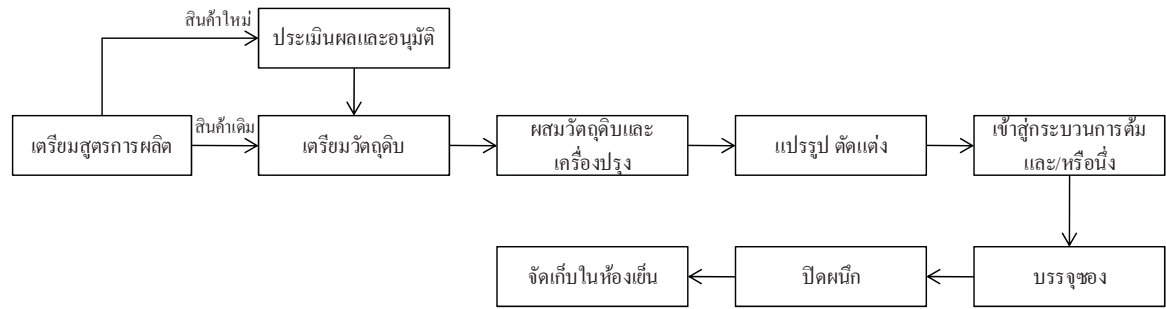 สินค้าใหม่
ประเมินผลและอนุมัติ
เตรียมสูตรการผลิต
สินค้าเดิม
เตรียมวัตถุดิบ
ผสมวัตถุดิบและ
เครื่องปรุง
แปรรูป ตัดแต่ง
เข้าสู่กระบวนการต้ม
และ/หรือนึ่ง
บรรจุซอง
ปิดผนึก
จัดเก็บในห้องเย็น